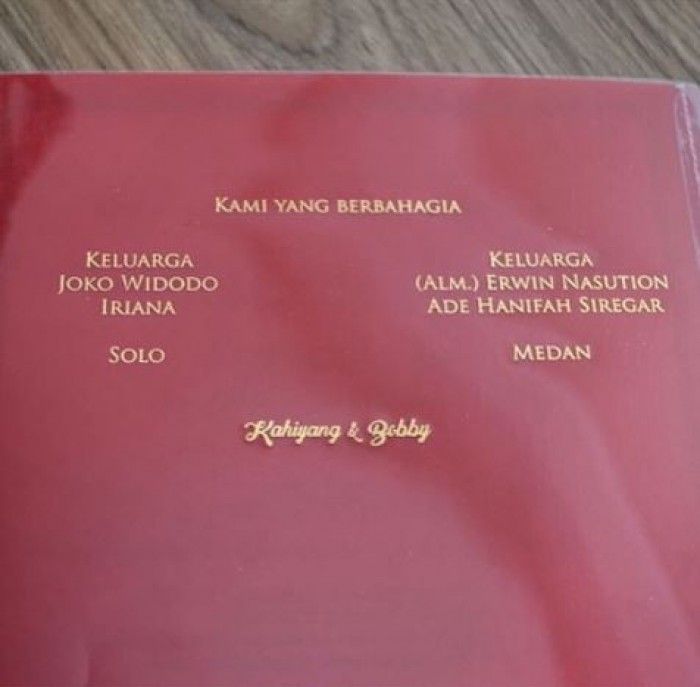 Kami yang berbahagia
Keluarga
Joko Widodo
Iriana
Solo
Keluarga
(Alm.) Erwin Nasution
Ade Hanifah Siregar
Medan
Kahiyang & Bobby